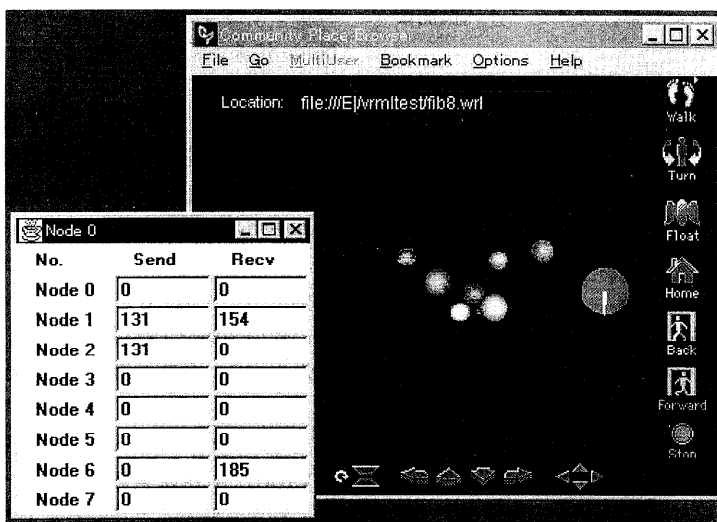 Community Place Browser
File Go MultiUser Bookmark Options Help
Location: file:///E|/vrmltest/fib8.wrl
Walk
Turn
Float
Home
Back
Forward
Stop
Node 0
No. Send Recv
Node 0 0 0
Node 1 131 154
Node 2 131 0
Node 3 0 0
Node 4 0 0
Node 5 0 0
Node 6 0 185
Node 7 0 0